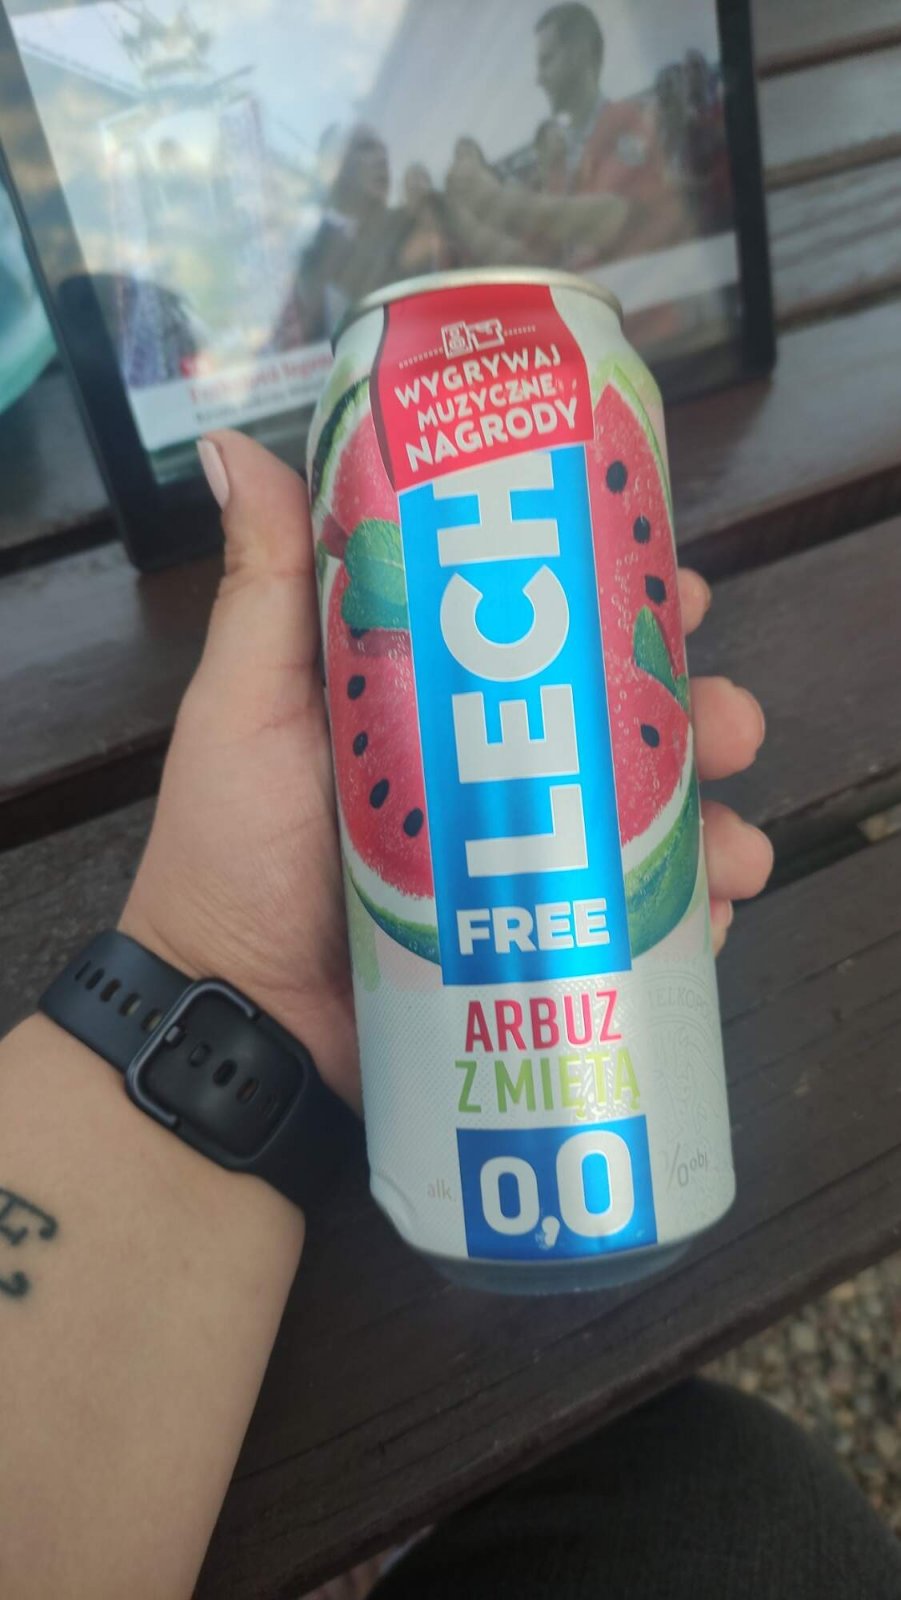 WYGRYWAJ
MUZYCZNE
NAGRODY
LECH
FREE
ARBUZ
Z MIĘTĄ
alk. 0,0 % obj.